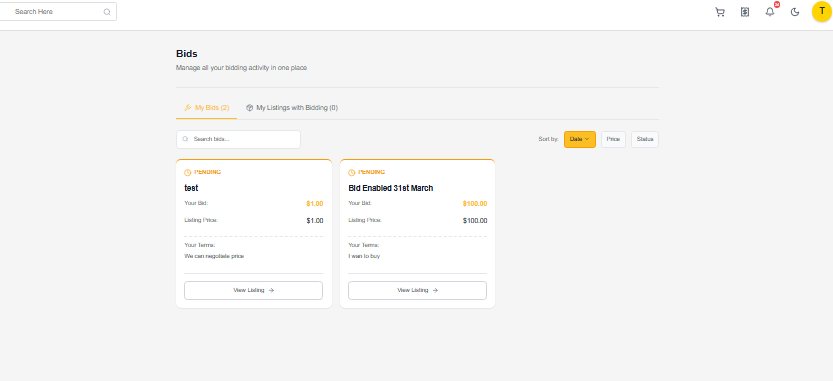 Search Here
T
Bids
Manage all your bidding activity in one place
My Bids (2) My Listings with Bidding (0)
Search bids...
Sort by: Date Price Status
PENDING
test
Your Bid: $1.00
Listing Price: $1.00
Your Terms:
We can negotiate price
View Listing →
PENDING
Bid Enabled 31st March
Your Bid: $100.00
Listing Price: $100.00
Your Terms:
I wan to buy
View Listing →